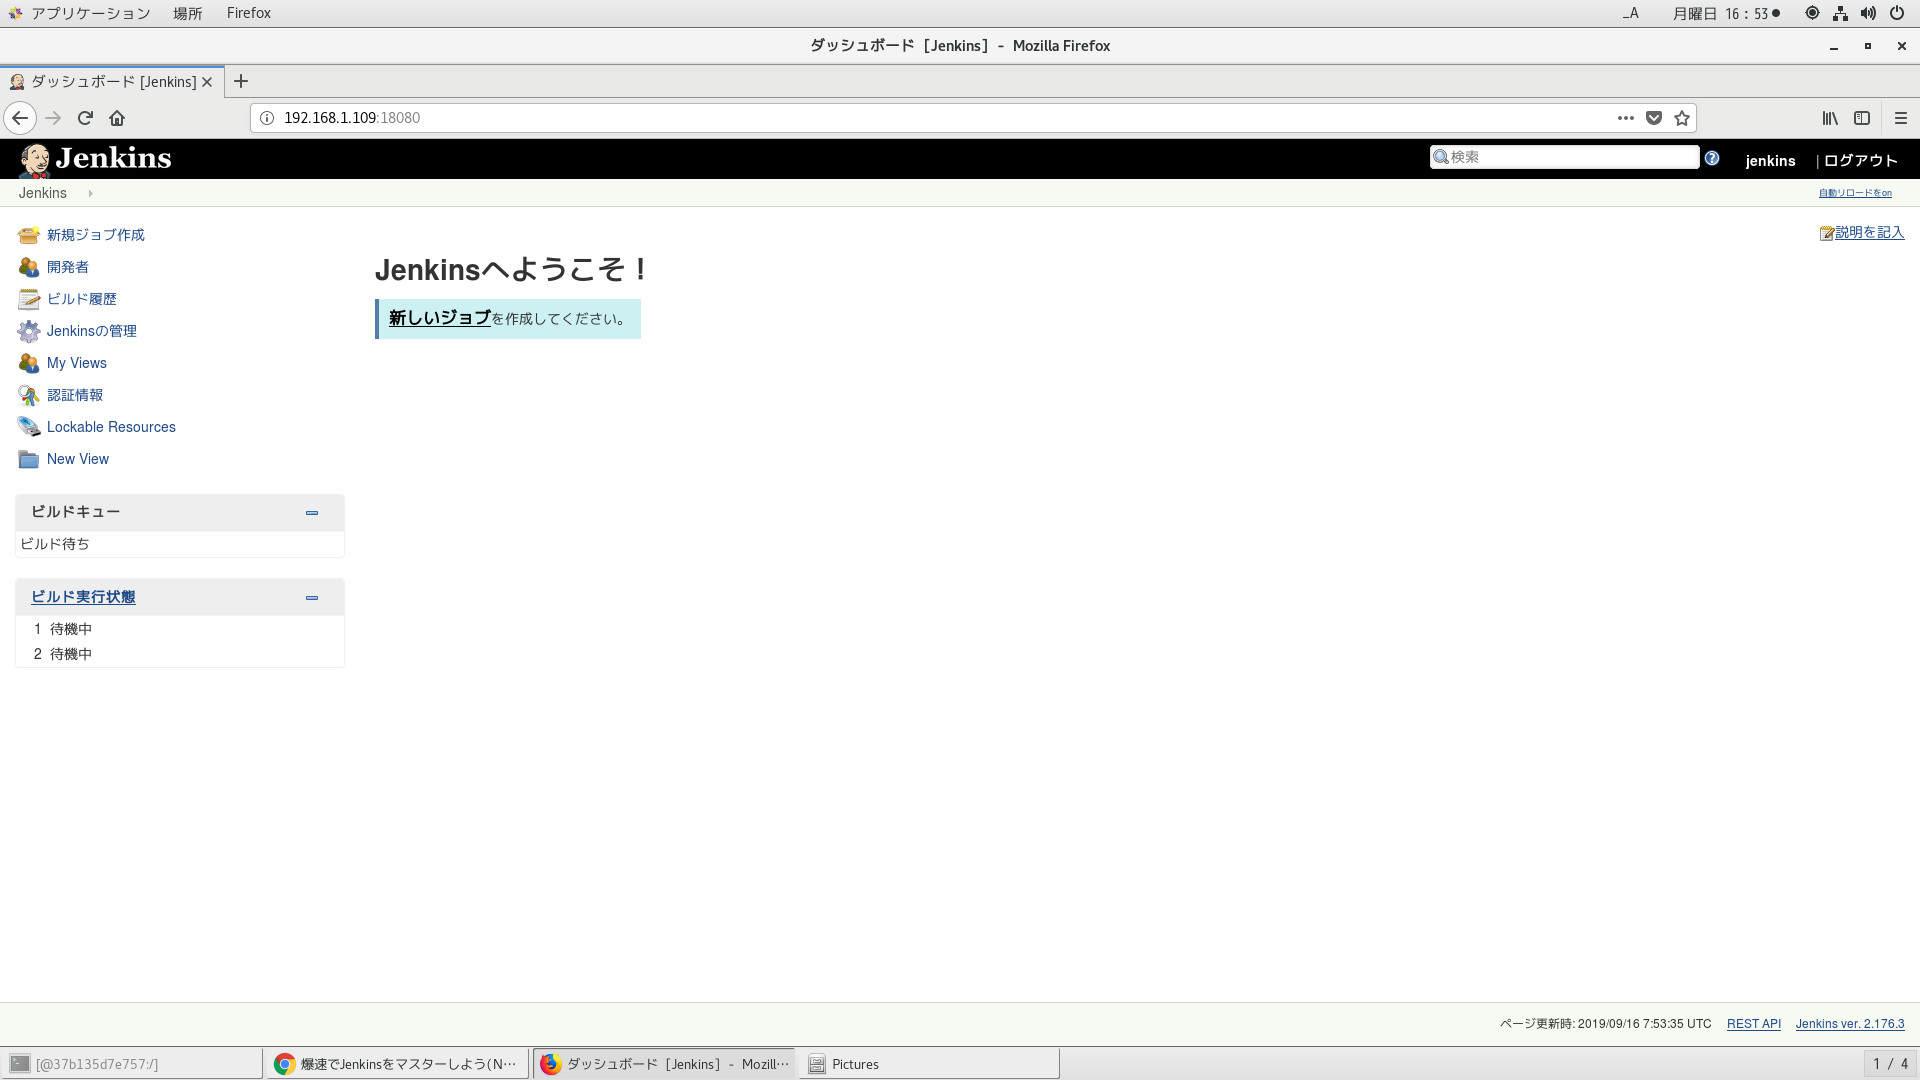 アプリケーション 場所 Firefox _A 月曜日 16：53
ダッシュボード [Jenkins] - Mozilla Firefox
ダッシュボード [Jenkins]
192.168.1.109:18080
Jenkins 検索 jenkins | ログアウト
Jenkins 自動リロードをon
新規ジョブ作成
説明を記入
開発者
ビルド履歴
Jenkinsの管理
My Views
認証情報
Lockable Resources
New View
Jenkinsへようこそ！
新しいジョブを作成してください。
ビルドキュー
ビルド待ち
ビルド実行状態
1 待機中
2 待機中
ページ更新時: 2019/09/16 7:53:35 UTC REST API Jenkins ver. 2.176.3
[@37b135d7e757:/] 爆速でJenkinsをマスターしよう(N… ダッシュボード [Jenkins] - Mozill… Pictures 1 / 4